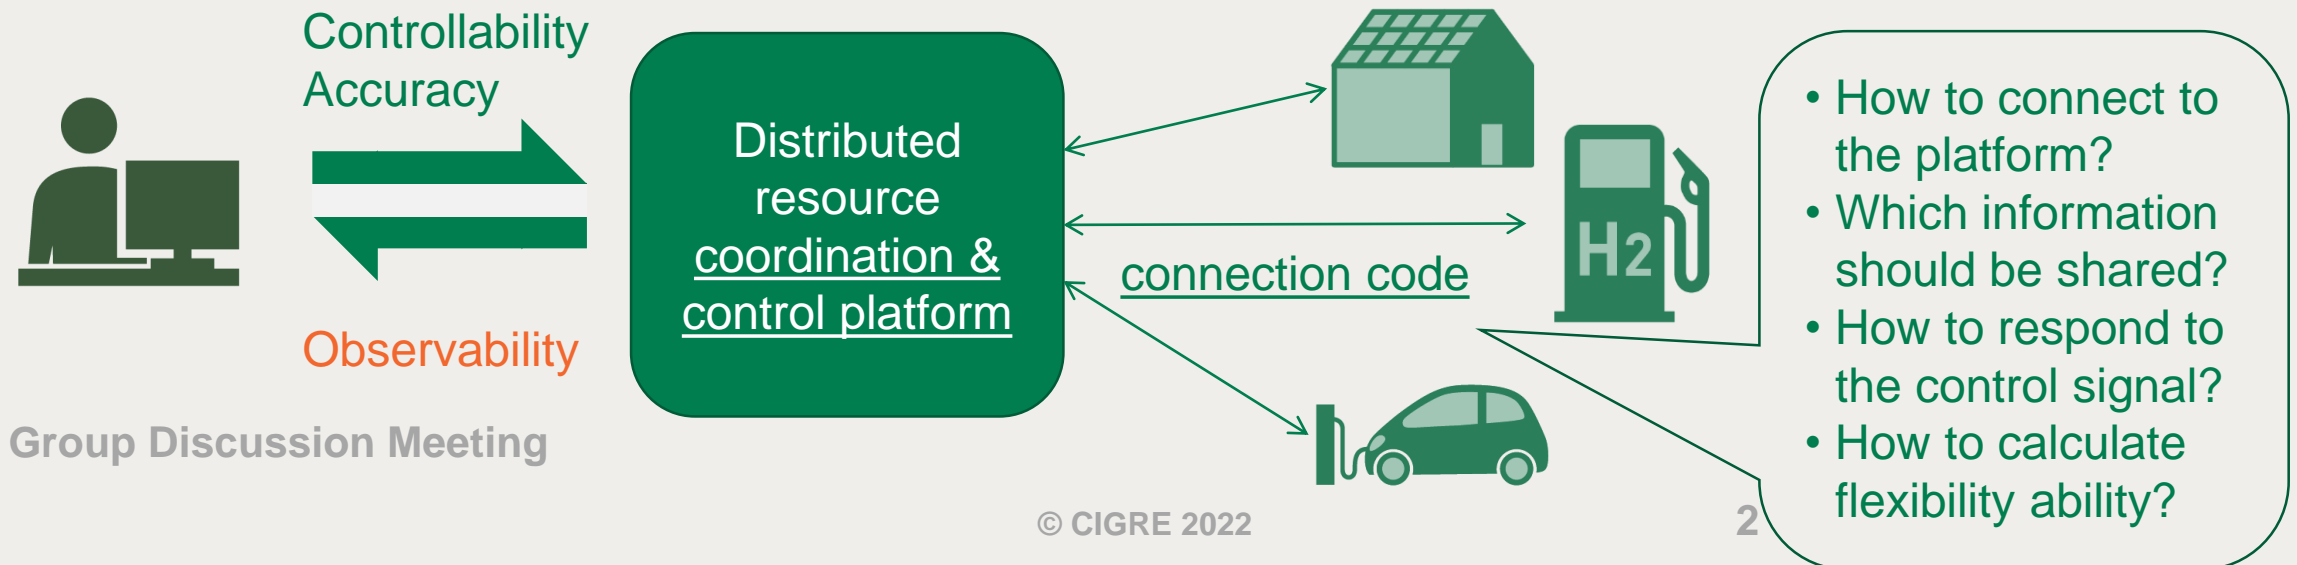 Controllability
Accuracy
Observability
Distributed
resource
coordination &
control platform
connection code
H2
• How to connect to
the platform?
• Which information
should be shared?
• How to respond to
the control signal?
• How to calculate
flexibility ability?
Group Discussion Meeting
© CIGRE 2022
2